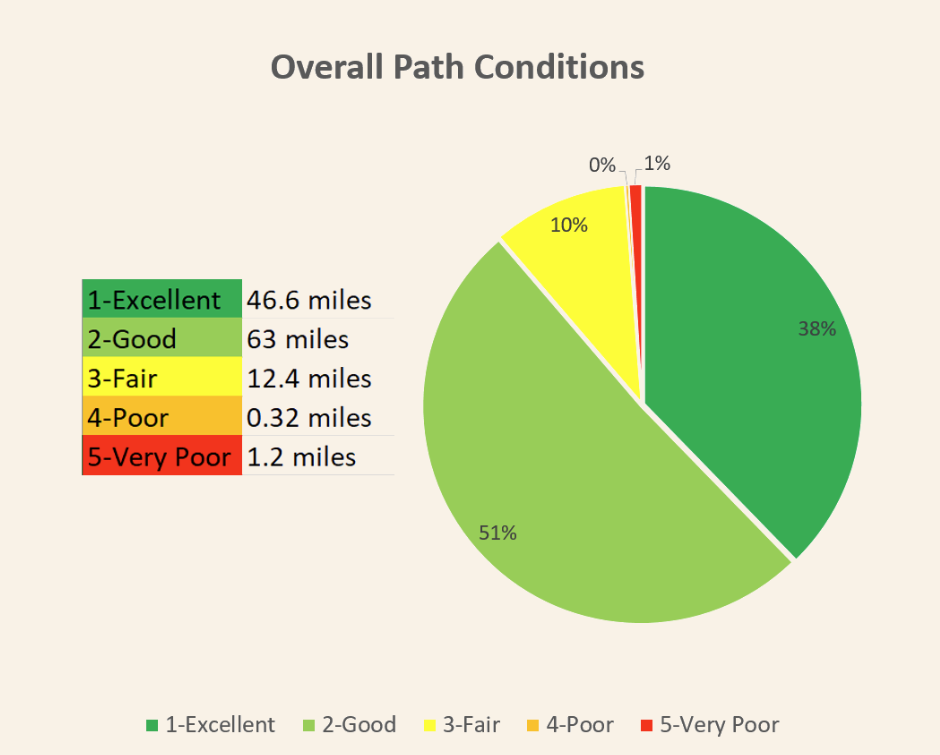 Overall Path Conditions
0% 1%
10%
38%
51%
1-Excellent 46.6 miles
2-Good 63 miles
3-Fair 12.4 miles
4-Poor 0.32 miles
5-Very Poor 1.2 miles
1-Excellent 2-Good 3-Fair 4-Poor 5-Very Poor